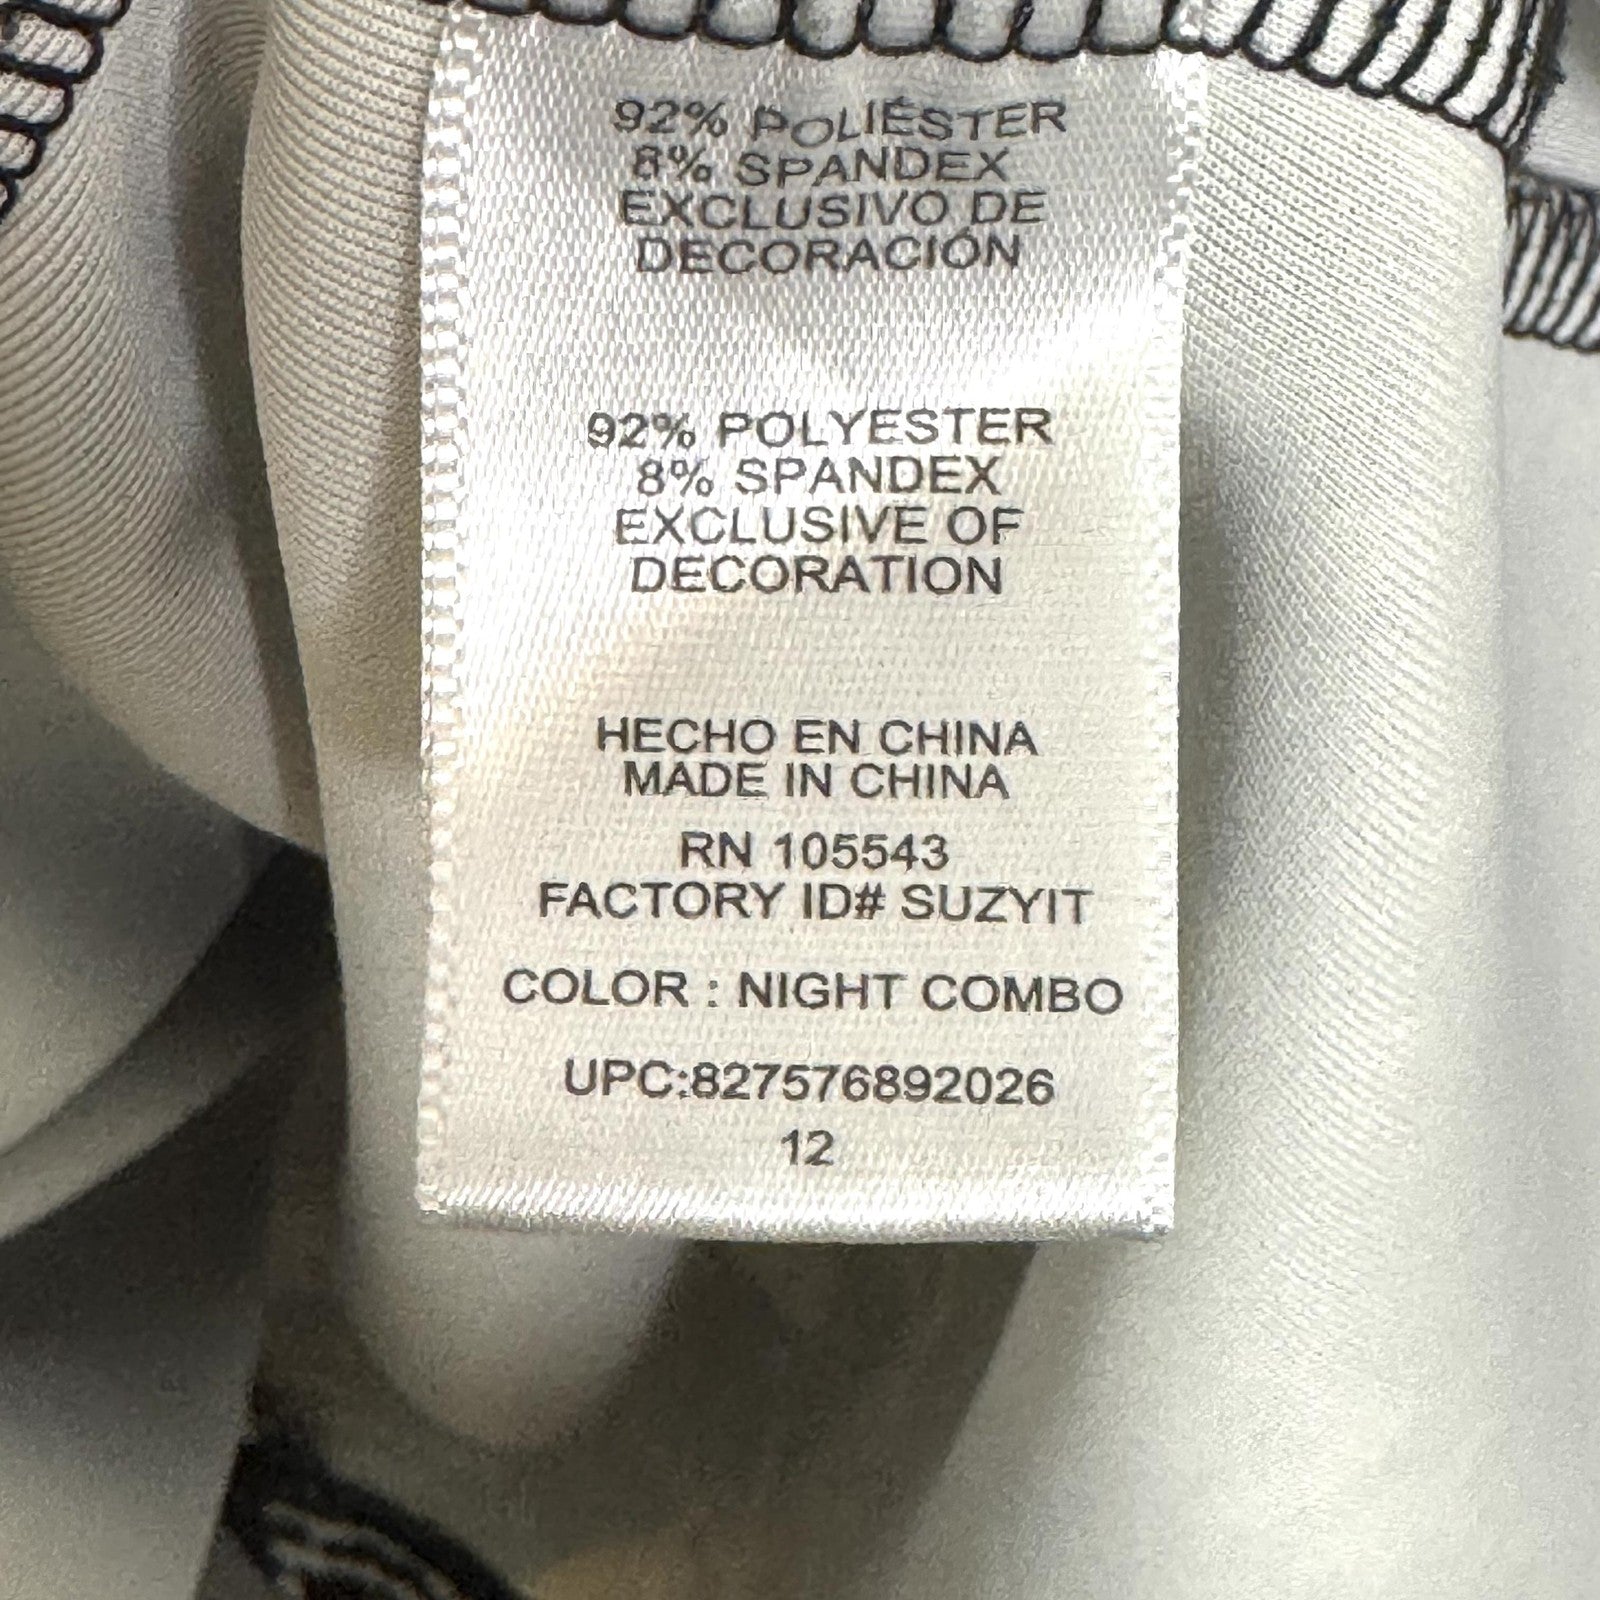 92% POLIÉSTER
8% SPANDEX
EXCLUSIVO DE
DECORACIÓN
92% POLYESTER
8% SPANDEX
EXCLUSIVE OF
DECORATION
HECHO EN CHINA
MADE IN CHINA
RN 105543
FACTORY ID# SUZYIT
COLOR : NIGHT COMBO
UPC:827576892026
12